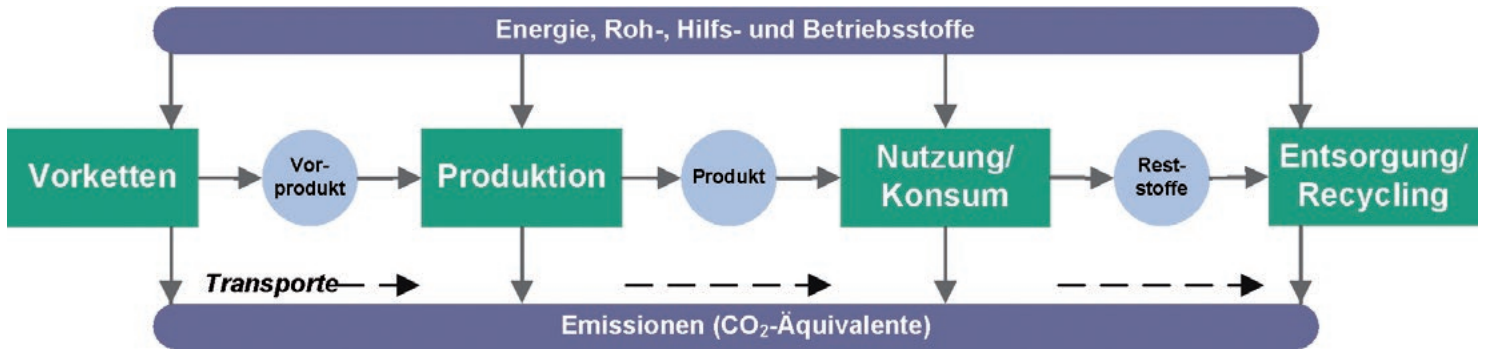 Energie, Roh-, Hilfs- und Betriebsstoffe
Vorketten
Vor-
produkt
Produktion
Produkt
Nutzung/
Konsum
Rest-
stoffe
Entsorgung/
Recycling
Transporte
Emissionen (CO₂-Äquivalente)